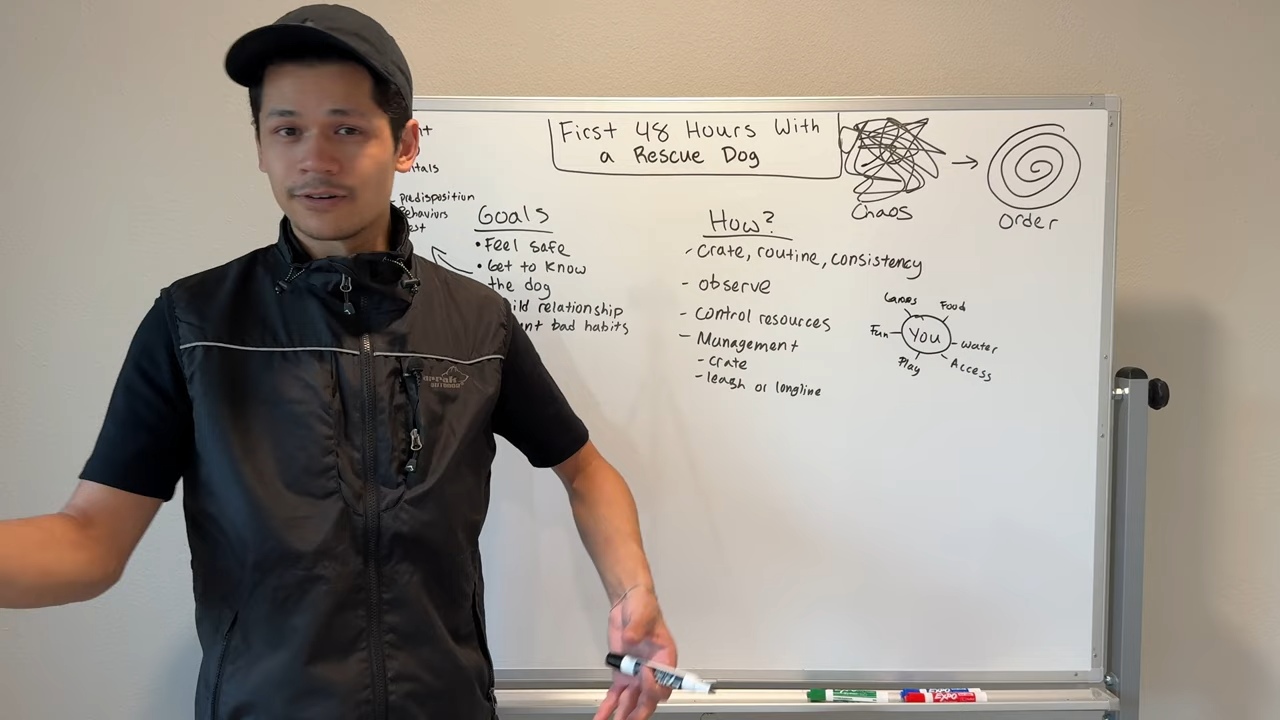 First 48 Hours With
a Rescue Dog
Chaos
Order
predisposition
Behaviors
Goals
• Feel safe
• Get to know
the dog
relationship
bad habits
How?
- Crate, routine, consistency
- observe
- control resources
- Management
- crate
- leash or longline
Games
Food
Fun
You
water
Play
Access